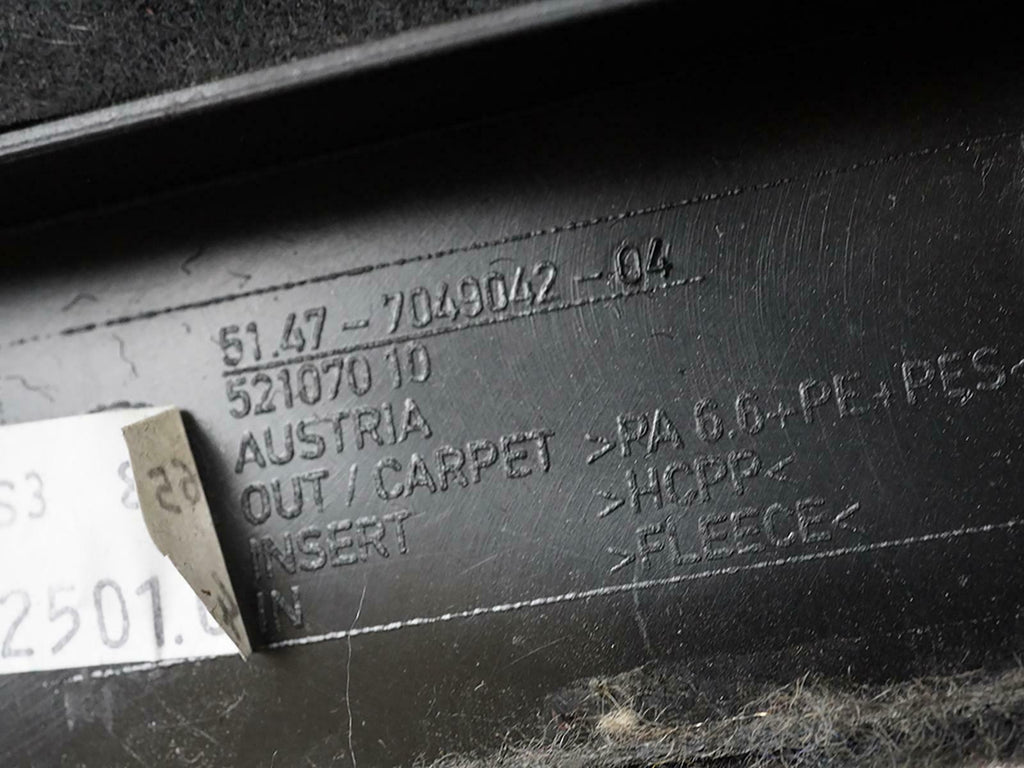 51.47 - 7049042 - 04
521070 10
AUSTRIA
OUT / CARPET >PA 6.6+PE+PES<
INSERT >HCPP<
IN >FLEECE<
S3
2501.